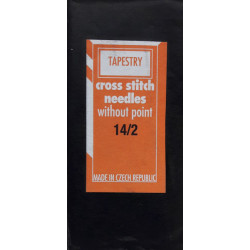 TAPESTRY
cross stitch
needles
without point
14/2
MADE IN CZECH REPUBLIC